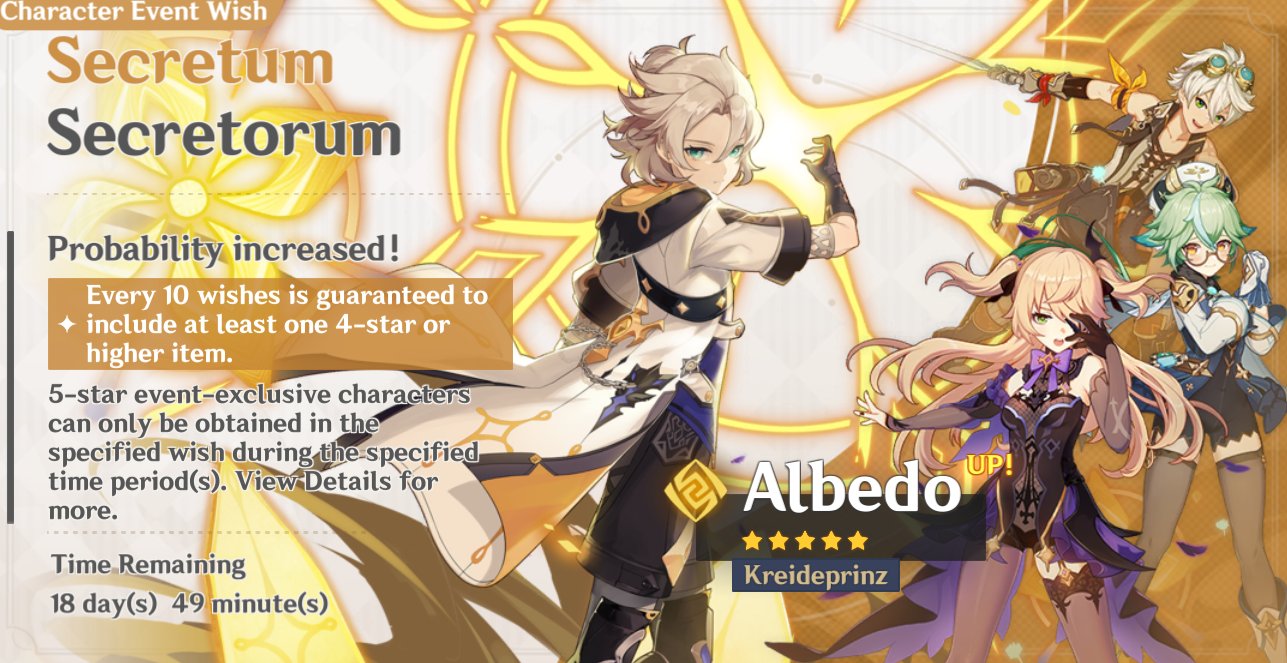 Character Event Wish
Secretum
Secretorum
Probability increased!
Every 10 wishes is guaranteed to
include at least one 4-star or
higher item.
5-star event-exclusive characters
can only be obtained in the
specified wish during the specified
time period(s). View Details for
more.
Time Remaining
18 day(s) 49 minute(s)
Albedo UP!
Kreideprinz